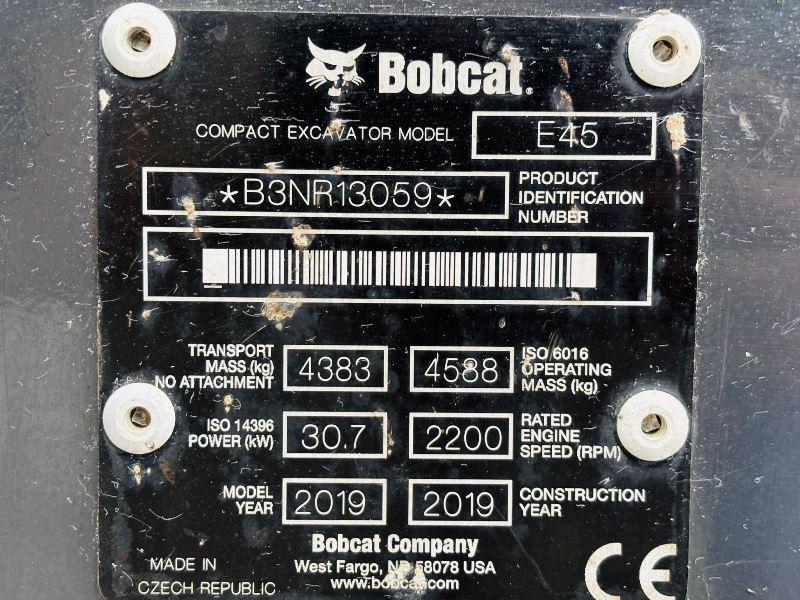 Bobcat.
COMPACT EXCAVATOR MODEL E45
*B3NR13059* PRODUCT IDENTIFICATION NUMBER
TRANSPORT MASS (kg) NO ATTACHMENT 4383 4588 ISO 6016 OPERATING MASS (kg)
ISO 14396 POWER (kW) 30.7 2200 RATED ENGINE SPEED (RPM)
MODEL YEAR 2019 2019 CONSTRUCTION YEAR
Bobcat Company
West Fargo, ND 58078 USA
www.bobcat.com
MADE IN
CZECH REPUBLIC
CE